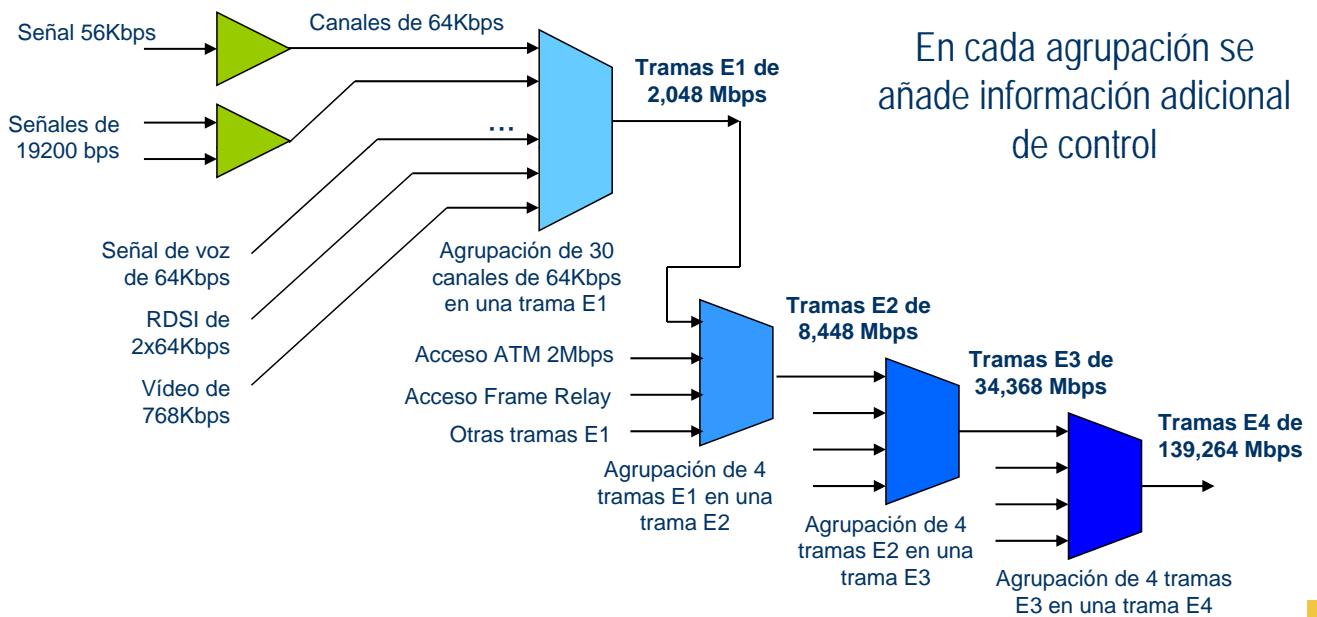 Señal 56Kbps
Canales de 64Kbps
En cada agrupación se
añade información adicional
de control
Tramas E1 de
2,048 Mbps
Señales de
19200 bps
...
Señal de voz
de 64Kbps
Agrupación de 30
canales de 64Kbps
en una trama E1
RDSI de
2x64Kbps
Vídeo de
768Kbps
Tramas E2 de
8,448 Mbps
Acceso ATM 2Mbps
Acceso Frame Relay
Otras tramas E1
Agrupación de 4
tramas E1 en una
trama E2
Tramas E3 de
34,368 Mbps
Agrupación de 4
tramas E2 en una
trama E3
Tramas E4 de
139,264 Mbps
Agrupación de 4 tramas
E3 en una trama E4